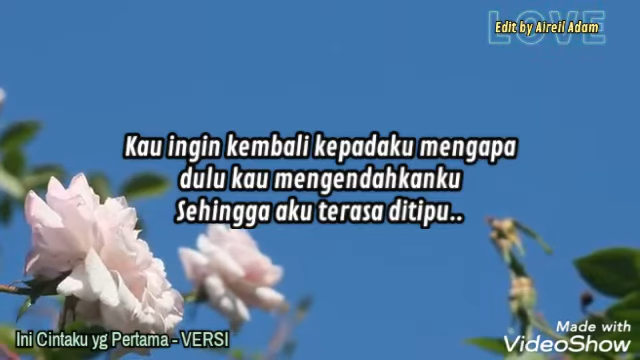 LOVE
Edit by Aireil Adam
Kau ingin kembali kepadaku mengapa
dulu kau mengendahkanku
Sehingga aku terasa ditipu..
Ini Cintaku yg Pertama - VERSI
Made with
VideoShow